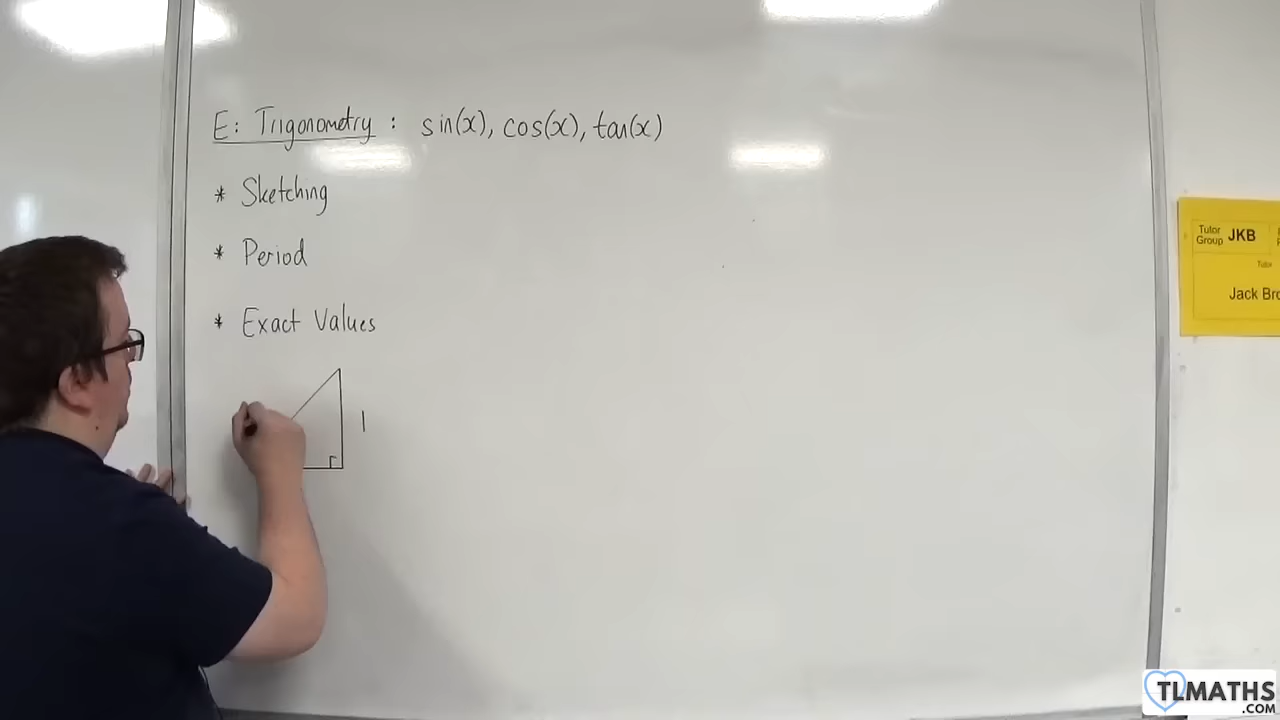 E: Trigonometry : sin(x), cos(x), tan(x)
* Sketching
* Period
* Exact Values
1
Tutor
Group JKB
Tutor
Jack Bro
TLMATHS
.COM